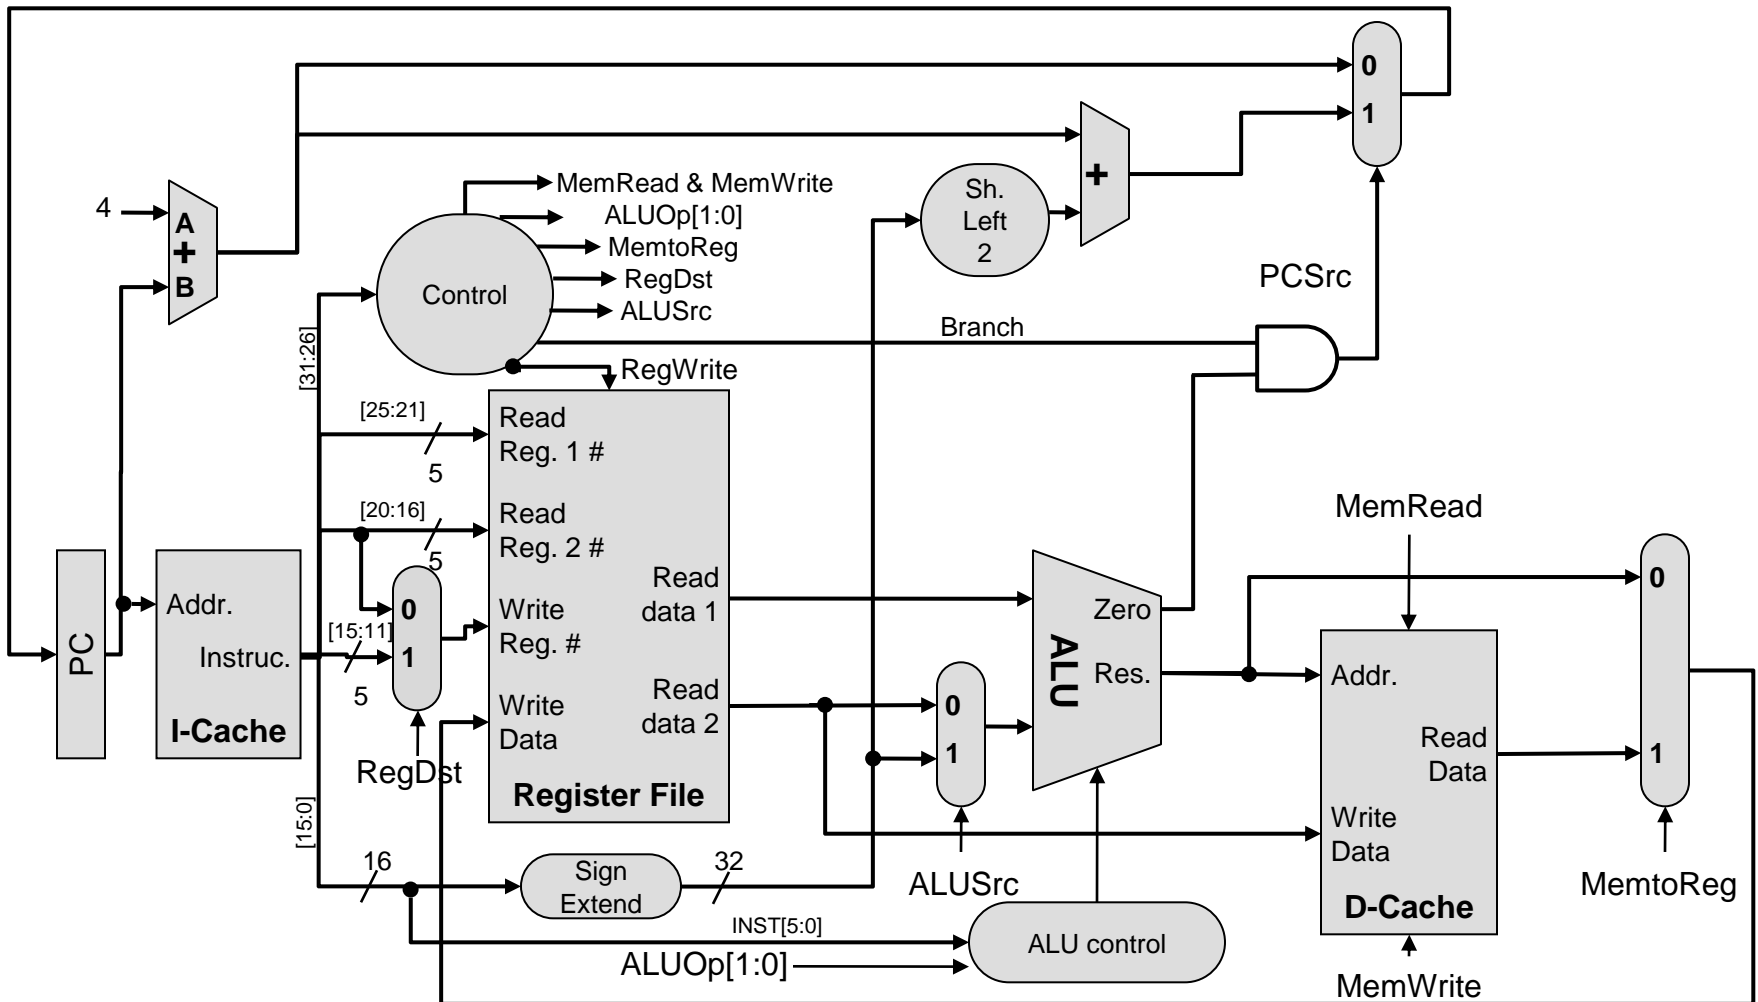 0
1
+
Sh.
Left
2
4
A
+
B
MemRead & MemWrite
ALUOp[1:0]
MemtoReg
RegDst
ALUSrc
Control
Branch
PCSrc
[31:26]
RegWrite
[25:21]
5
Read
Reg. 1 #
[20:16]
5
Read
Reg. 2 #
Write
Reg. #
Write
Data
Read
data 1
Read
data 2
Register File
0
1
[15:11]
5
RegDst
PC
Addr.
Instruc.
I-Cache
[15:0]
16
Sign
Extend
32
INST[5:0]
ALUOp[1:0]
ALU control
0
1
ALUSrc
ALU
Zero
Res.
MemRead
Addr.
Read
Data
Write
Data
D-Cache
MemWrite
0
1
MemtoReg